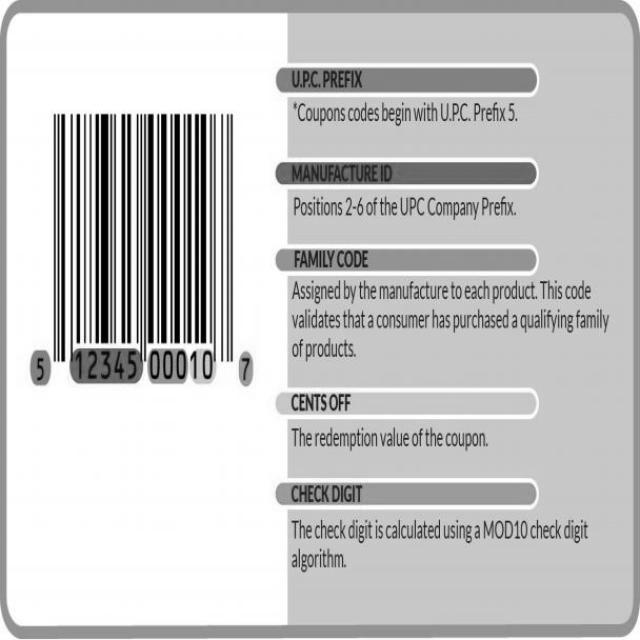 5 12345 00010 7
U.P.C. PREFIX
*Coupons codes begin with U.P.C. Prefix 5.
MANUFACTURE ID
Positions 2-6 of the UPC Company Prefix.
FAMILY CODE
Assigned by the manufacture to each product. This code
validates that a consumer has purchased a qualifying family
of products.
CENTS OFF
The redemption value of the coupon.
CHECK DIGIT
The check digit is calculated using a MOD10 check digit
algorithm.